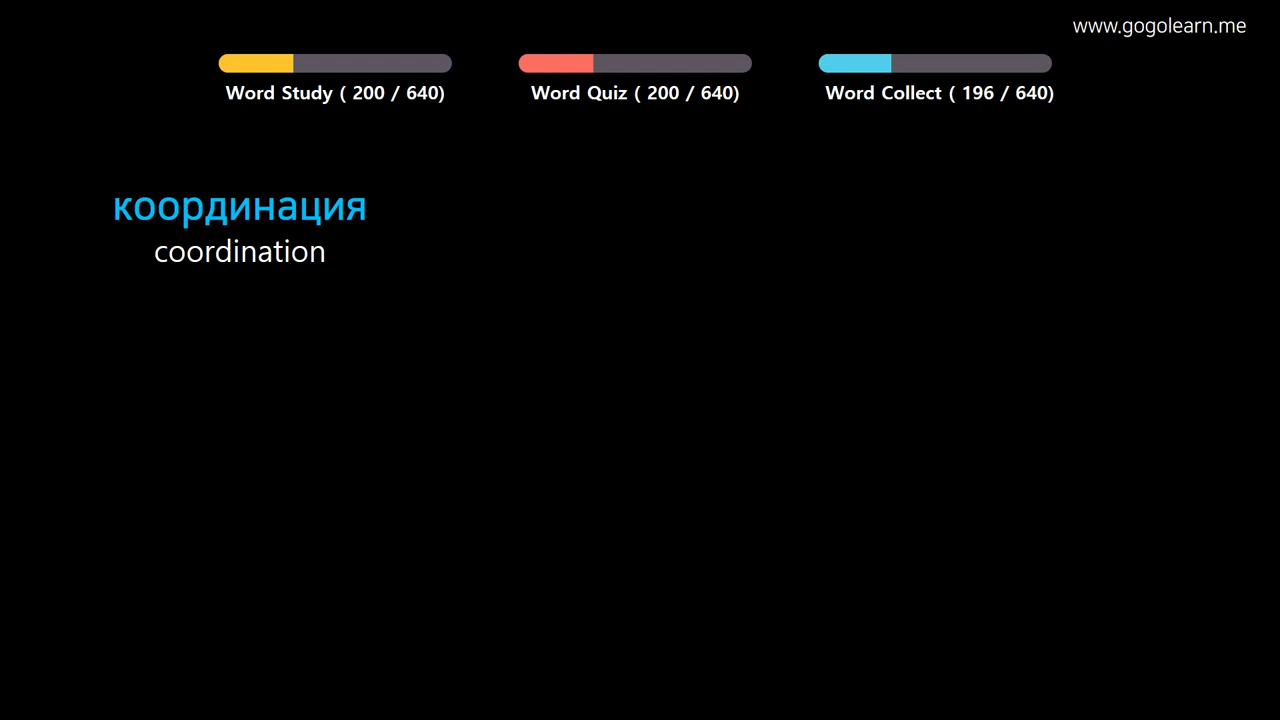 www.gogolearn.me
Word Study ( 200 / 640)
Word Quiz ( 200 / 640)
Word Collect ( 196 / 640)
координация
coordination